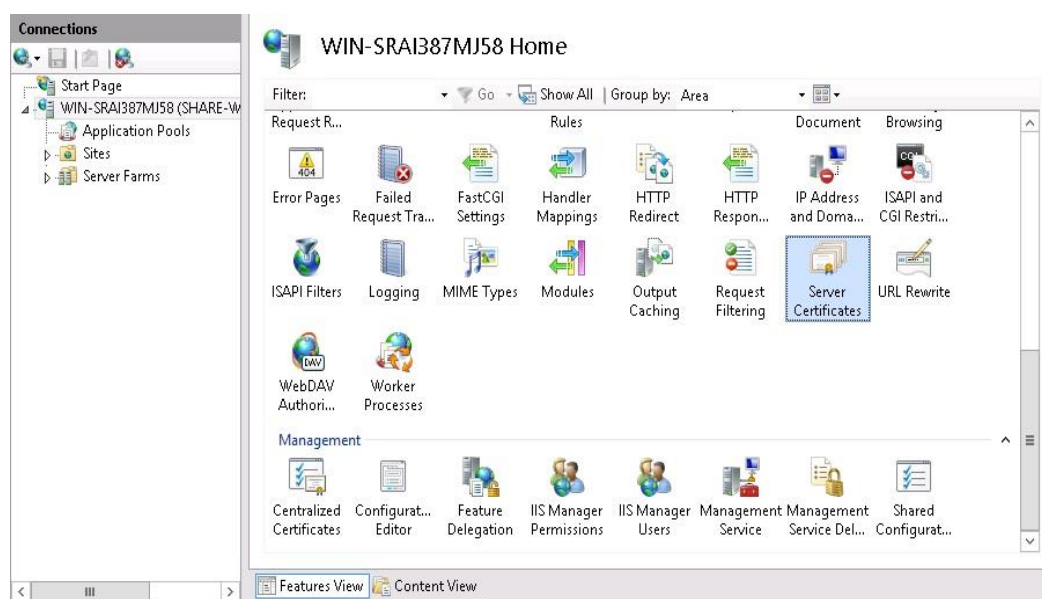 Connections
WIN-SRAI387MJ58 Home
Start Page
WIN-SRAI387MJ58 (SHARE-W
Application Pools
Sites
Server Farms
Filter: Go Show All Group by: Area
Request R... Rules Document Browsing
404 CGI
Error Pages Failed FastCGI Handler HTTP HTTP IP Address ISAPI and
Request Tra... Settings Mappings Redirect Respon... and Doma... CGI Restri...
ISAPI Filters Logging MIME Types Modules Output Request Server URL Rewrite
Caching Filtering Certificates
DAV
WebDAV Worker
Authori... Processes
Management
Centralized Configurat... Feature IIS Manager IIS Manager Management Management Shared
Certificates Editor Delegation Permissions Users Service Service Del... Configurat...
Features View Content View